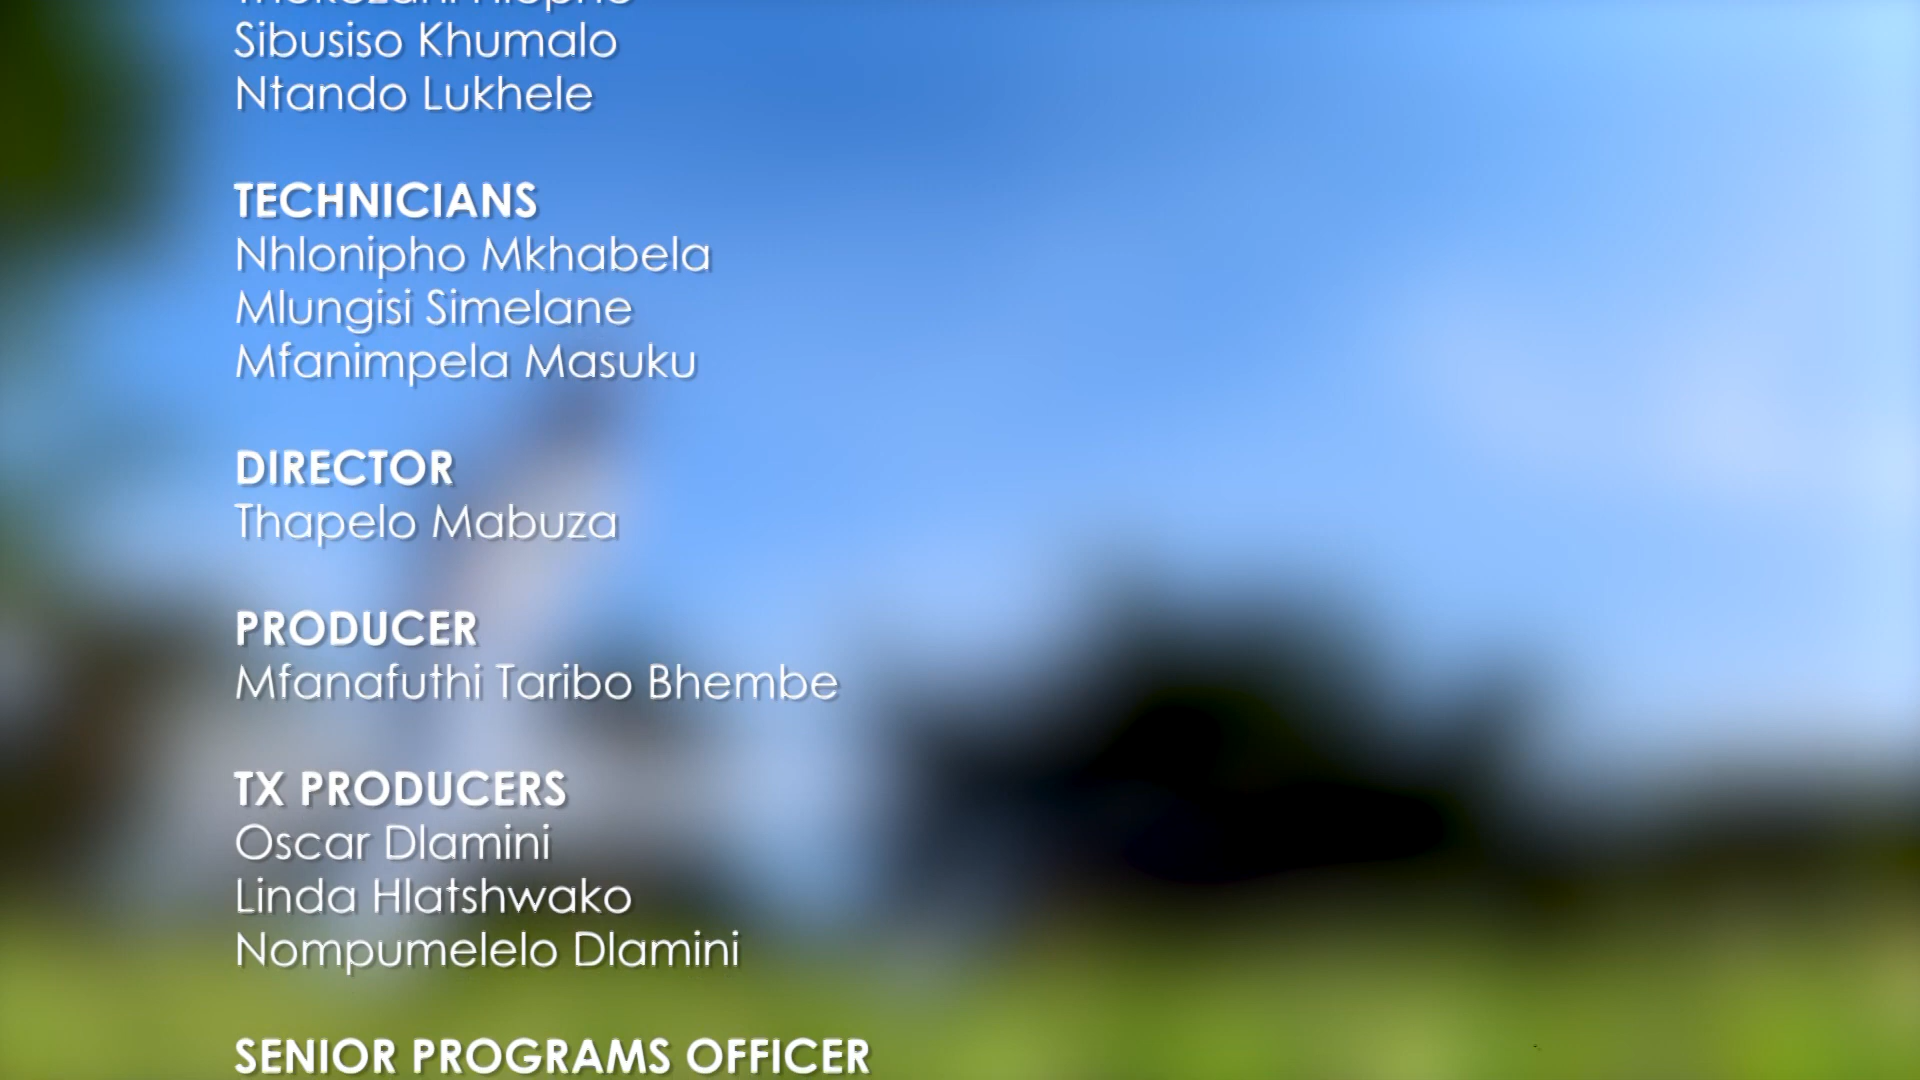 Sibusiso Khumalo
Ntando Lukhele
TECHNICIANS
Nhlonipho Mkhabela
Mlungisi Simelane
Mfanimpela Masuku
DIRECTOR
Thapelo Mabuza
PRODUCER
Mfanafuthi Taribo Bhembe
TX PRODUCERS
Oscar Dlamini
Linda Hlatshwako
Nompumelelo Dlamini
SENIOR PROGRAMS OFFICER